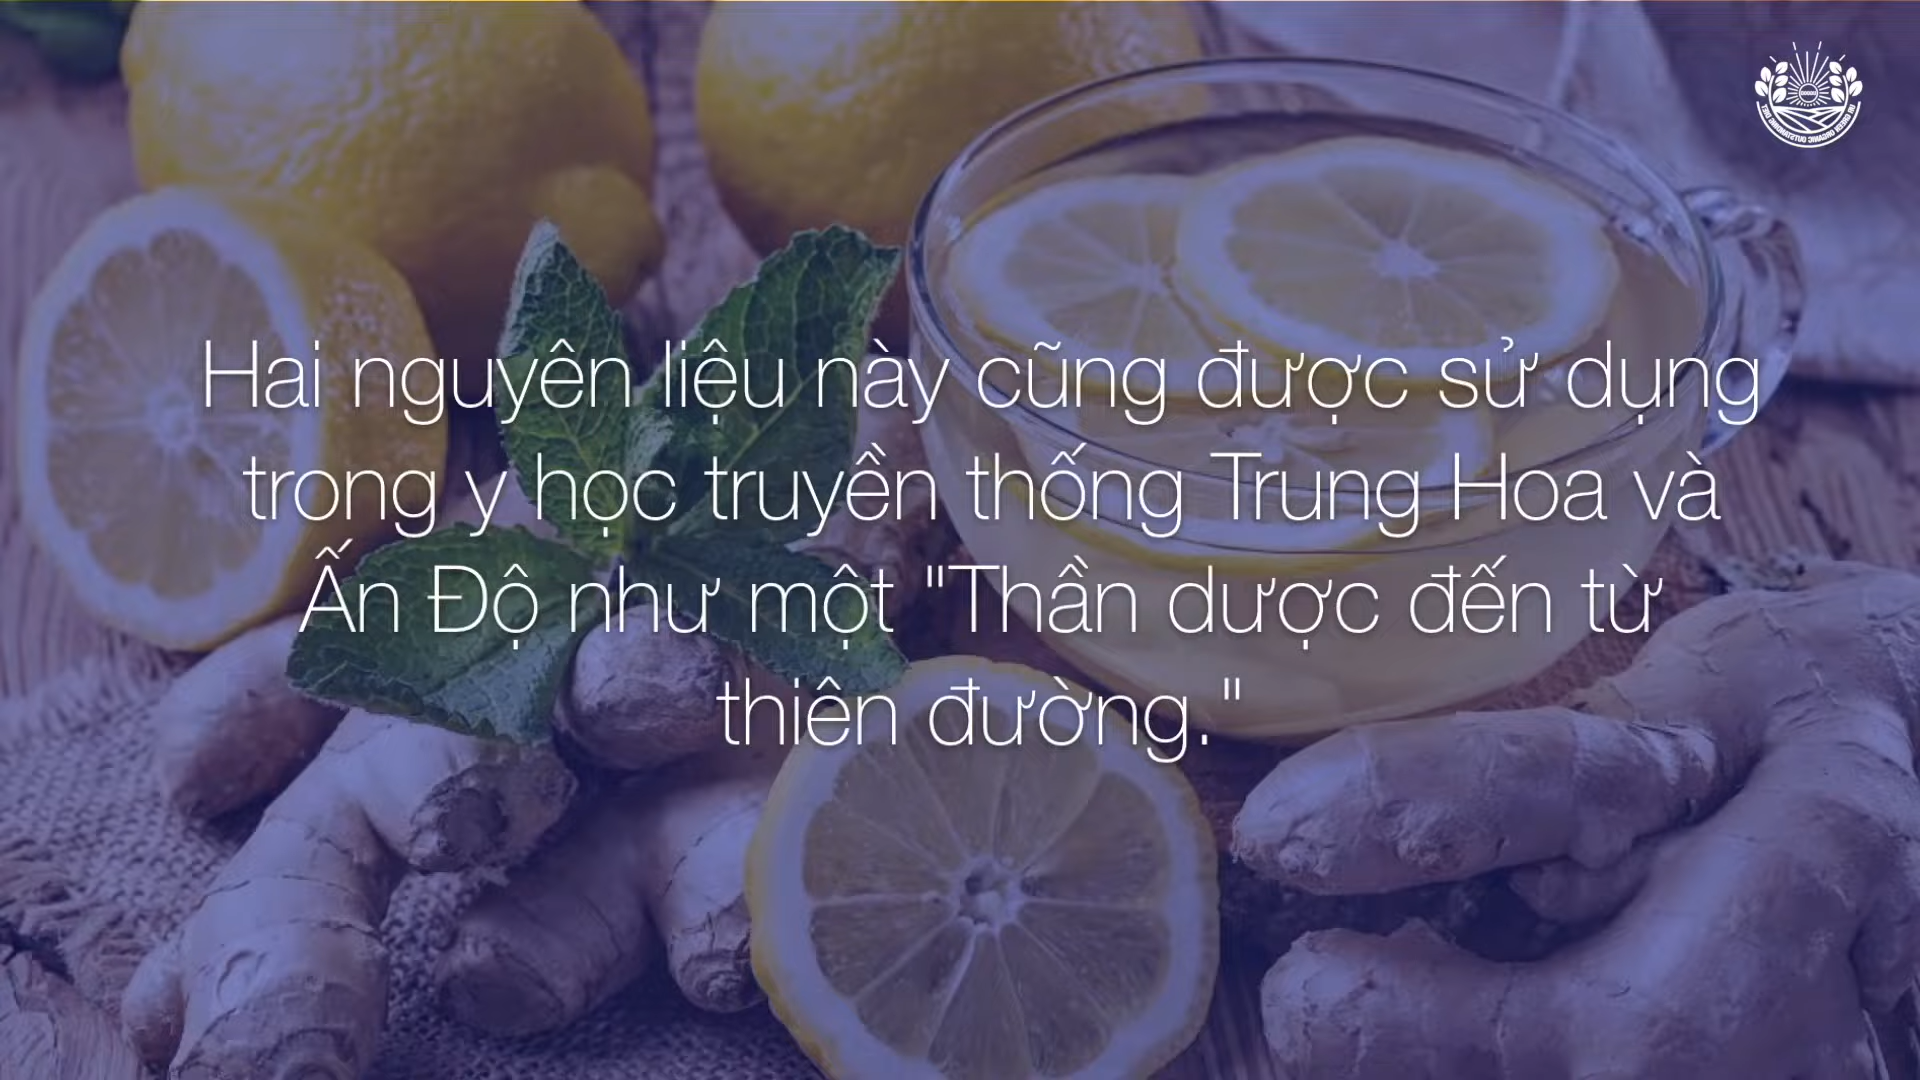 Hai nguyên liệu này cũng được sử dụng
trong y học truyền thống Trung Hoa và
Ấn Độ như một "Thần dược đến từ
thiên đường."